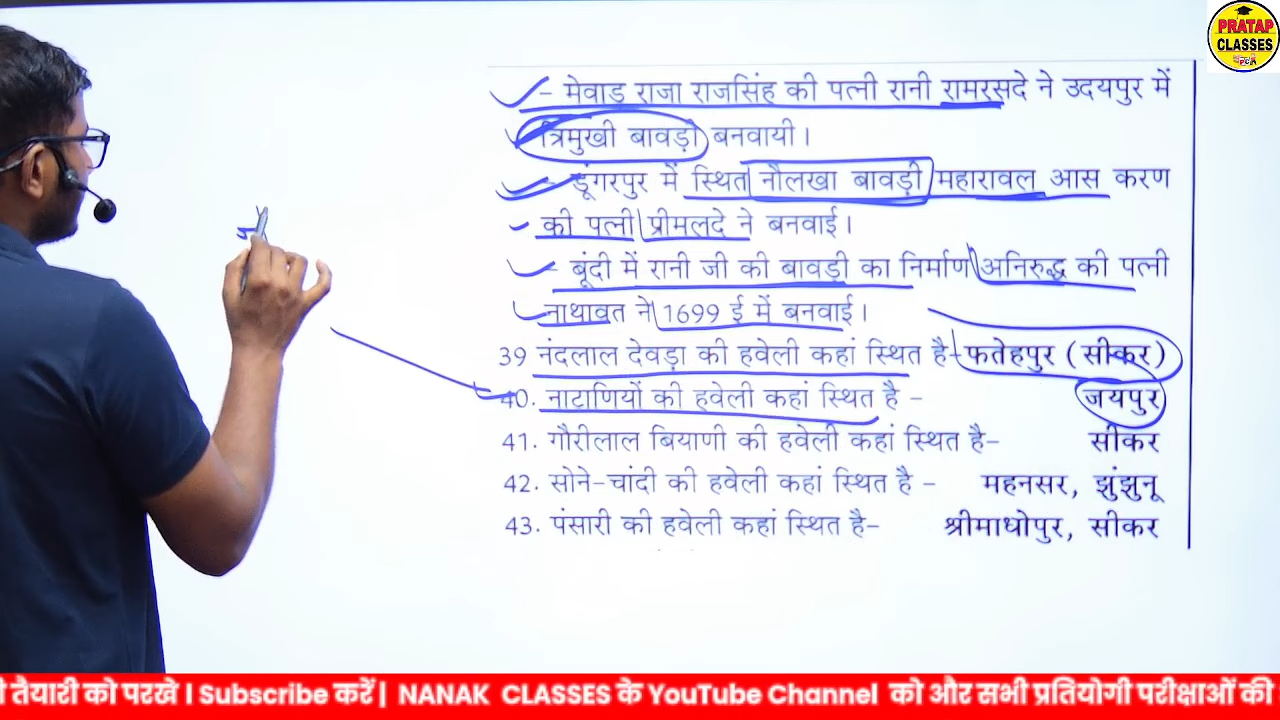 PRATAP
CLASSES
- मेवाड़ राजा राजसिंह की पत्नी रानी रामरसदे ने उदयपुर में
त्रिमुखी बावड़ी बनवायी।
- डूंगरपुर में स्थित नौलखा बावड़ी महारावल आस करण
की पत्नी प्रीमलदे ने बनवाई।
- बूंदी में रानी जी की बावड़ी का निर्माण अनिरुद्ध की पत्नी
नाथावत ने 1699 ई में बनवाई।
39 नंदलाल देवड़ा की हवेली कहां स्थित है- फतेहपुर (सीकर)
40. नाटाणियों की हवेली कहां स्थित है - जयपुर
41. गौरीलाल बियाणी की हवेली कहां स्थित है- सीकर
42. सोने-चांदी की हवेली कहां स्थित है - महनसर, झुंझुनू
43. पंसारी की हवेली कहां स्थित है- श्रीमाधोपुर, सीकर
ी तैयारी को परखे । Subscribe करें| NANAK CLASSES के YouTube Channel को और सभी प्रतियोगी परीक्षाओं की